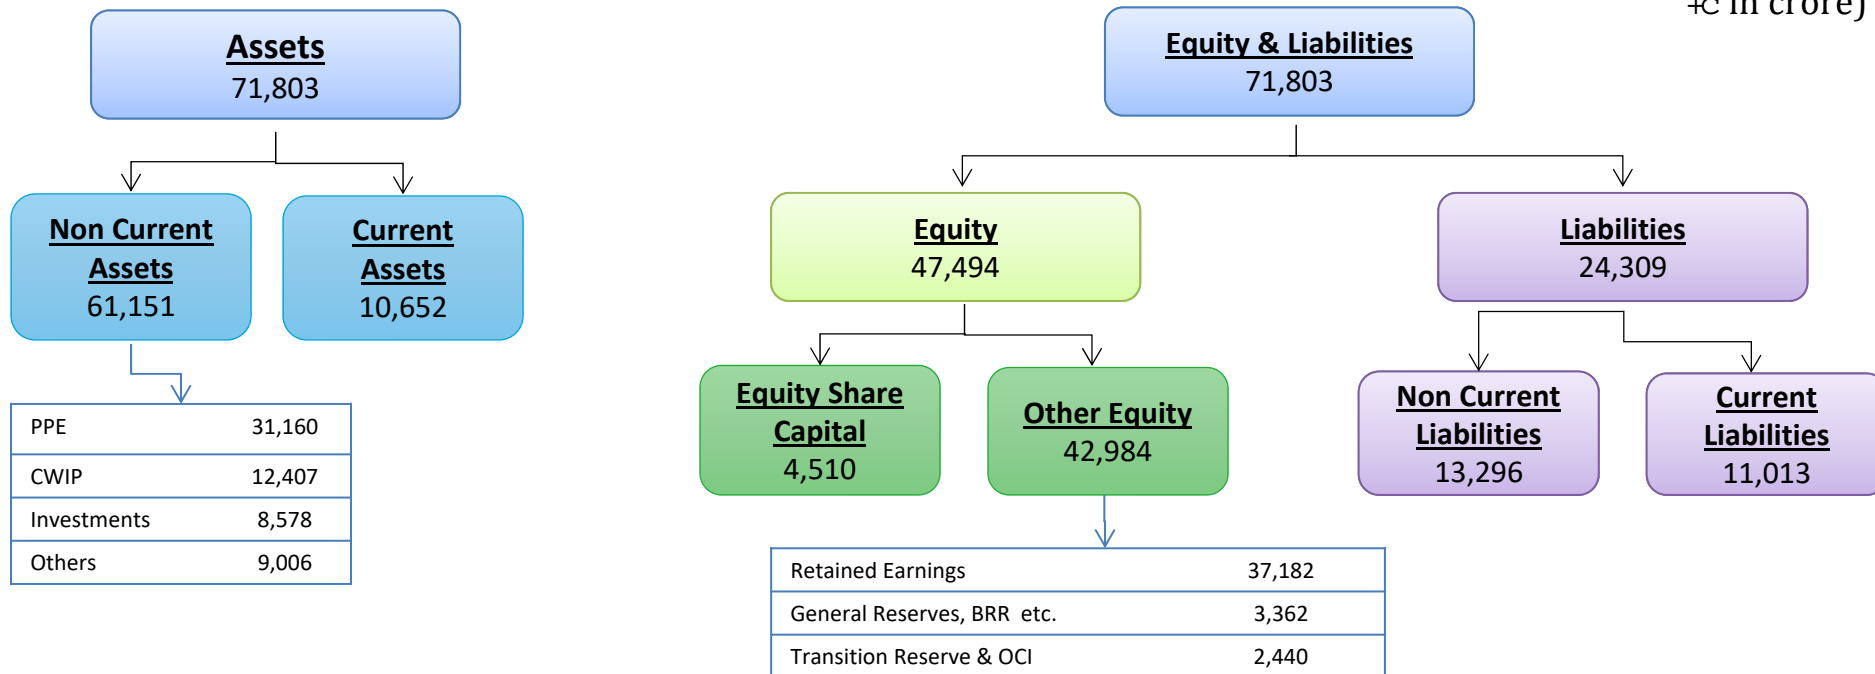 in crore)
Assets
71,803
Equity & Liabilities
71,803
Non Current
Assets
61,151
Current
Assets
10,652
Equity
47,494
Liabilities
24,309
Equity Share
Capital
4,510
Other Equity
42,984
Non Current
Liabilities
13,296
Current
Liabilities
11,013
PPE 31,160
CWIP 12,407
Investments 8,578
Others 9,006
Retained Earnings 37,182
General Reserves, BRR etc. 3,362
Transition Reserve & OCI 2,440